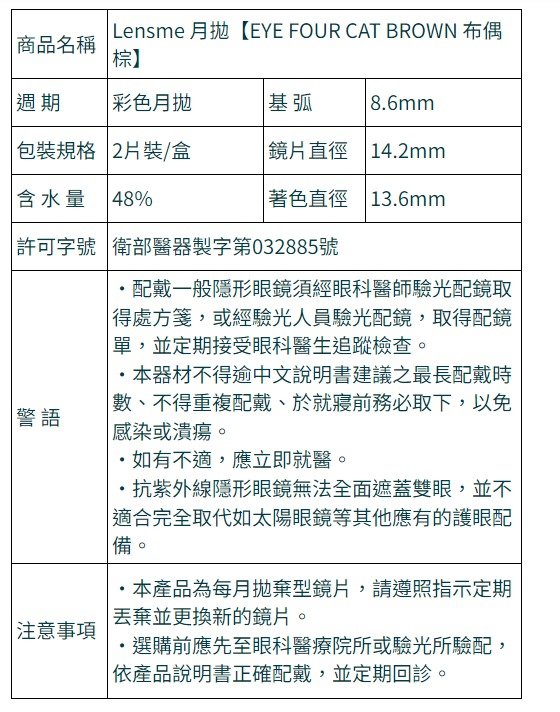 商品名稱
Lensme 月拋【EYE FOUR CAT BROWN 布偶
棕】
週 期
彩色月拋
基 弧
8.6mm
包裝規格
2片裝/盒
鏡片直徑
14.2mm
含 水 量
48%
著色直徑
13.6mm
許可字號
衛部醫器製字第032885號
警 語
・配戴一般隱形眼鏡須經眼科醫師驗光配鏡取
得處方箋，或經驗光人員驗光配鏡，取得配鏡
單，並定期接受眼科醫生追蹤檢查。
・本器材不得逾中文說明書建議之最長配戴時
數、不得重複配戴、於就寢前務必取下，以免
感染或潰瘍。
・如有不適，應立即就醫。
・抗紫外線隱形眼鏡無法全面遮蓋雙眼，並不
適合完全取代如太陽眼鏡等其他應有的護眼配
備。
注意事項
・本產品為每月拋棄型鏡片，請遵照指示定期
丟棄並更換新的鏡片。
・選購前應先至眼科醫療院所或驗光所驗配，
依產品說明書正確配戴，並定期回診。